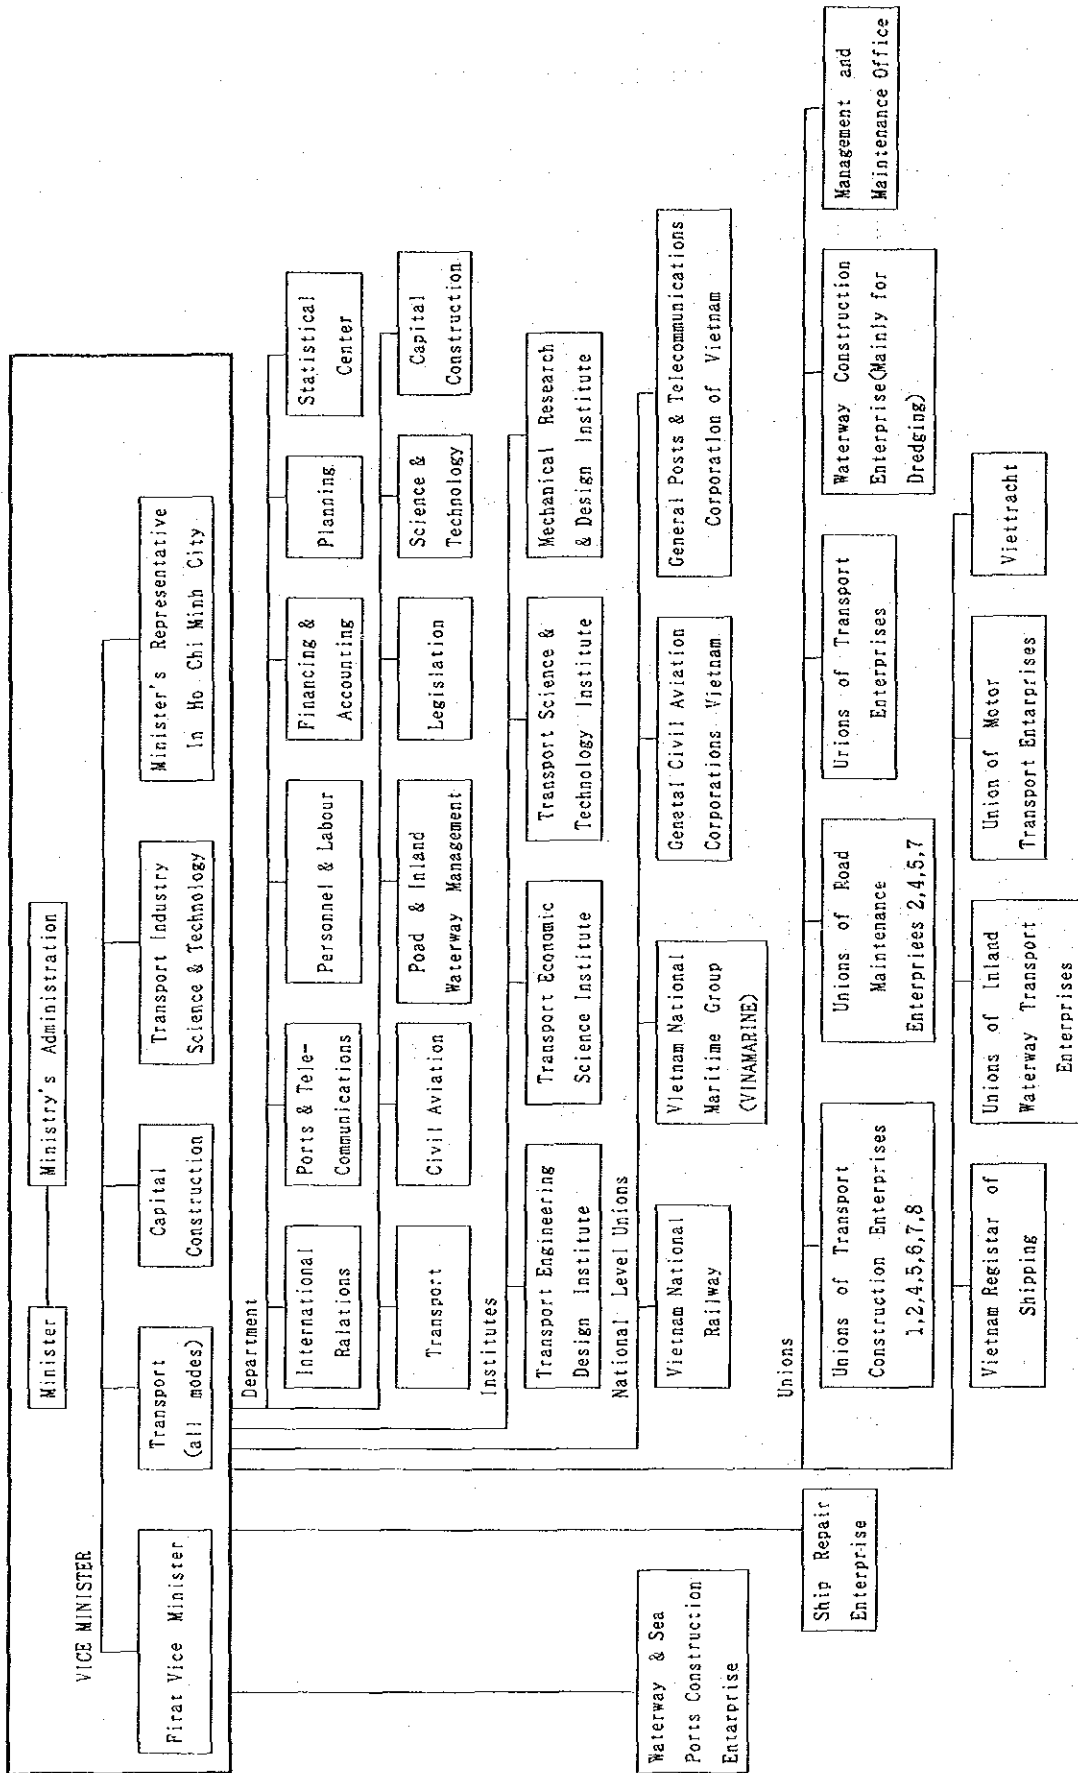 Minister
Ministry's Administration
VICE MINISTER
Firat Vice Minister
Transport
(all modes)
Capital
Construction
Transport Industry
Science & Technology
Minister's Representative
In Ho Chi Minh City
Department
International
Ralations
Ports & Tele-
Communications
Personnel & Labour
Financing &
Accounting
Planning
Statistical
Center
Transport
Civil Aviation
Poad & Inland
Waterway Management
Legislation
Science &
Technology
Capital
Construction
Institutes
Transport Engineering
Design Institute
Transport Economic
Science Institute
Transport Science &
Technology Institute
Mechanical Research
& Design Institute
National Level Unions
Waterway & Sea
Ports Construction
Entarprise
Vietnam National
Railway
Vietnam National
Maritime Group
(VINAMARINE)
Genetal Civil Aviation
Corporations Vietnam
General Posts & Telecommunications
Corporation of Vietnam
Unions
Ship Repair
Enterprise
Unions of Transport
Construction Enterprises
1,2,4,5,6,7,8
Unions of Road
Maintenance
Enterpriees 2,4,5,7
Urions of Transport
Enterprises
Waterway Construction
Enterprise(Mainly for
Dredging)
Management and
Maintenance Office
Vietnam Registar of
Shipping
Unions of Inland
Waterway Transport
Enterprises
Union of Motor
Transport Entarprises
Viettracht